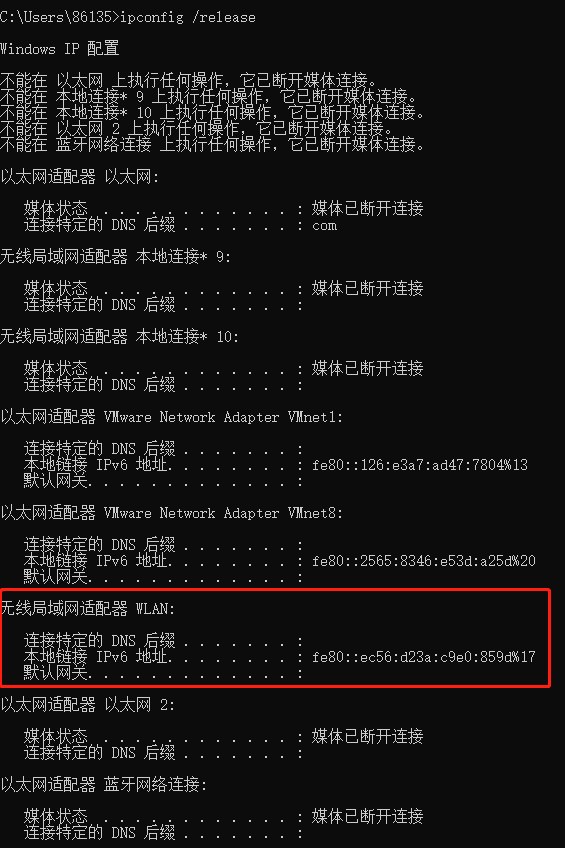 C:\Users\86135>ipconfig /release
Windows IP 配置
不能在 以太网 上执行任何操作，它已断开媒体连接。
不能在 本地连接* 9 上执行任何操作，它已断开媒体连接。
不能在 本地连接* 10 上执行任何操作，它已断开媒体连接。
不能在 以太网 2 上执行任何操作，它已断开媒体连接。
不能在 蓝牙网络连接 上执行任何操作，它已断开媒体连接。
以太网适配器 以太网:
媒体状态 . . . . . . . . . . . . : 媒体已断开连接
连接特定的 DNS 后缀 . . . . . . . : com
无线局域网适配器 本地连接* 9:
媒体状态 . . . . . . . . . . . . : 媒体已断开连接
连接特定的 DNS 后缀 . . . . . . . :
无线局域网适配器 本地连接* 10:
媒体状态 . . . . . . . . . . . . : 媒体已断开连接
连接特定的 DNS 后缀 . . . . . . . :
以太网适配器 VMware Network Adapter VMnet1:
连接特定的 DNS 后缀 . . . . . . . :
本地链接 IPv6 地址. . . . . . . . : fe80::126:e3a7:ad47:7804%13
默认网关. . . . . . . . . . . . . :
以太网适配器 VMware Network Adapter VMnet8:
连接特定的 DNS 后缀 . . . . . . . :
本地链接 IPv6 地址. . . . . . . . : fe80::2565:8346:e53d:a25d%20
默认网关. . . . . . . . . . . . . :
无线局域网适配器 WLAN:
连接特定的 DNS 后缀 . . . . . . . :
本地链接 IPv6 地址. . . . . . . . : fe80::ec56:d23a:c9e0:859d%17
默认网关. . . . . . . . . . . . . :
以太网适配器 以太网 2:
媒体状态 . . . . . . . . . . . . : 媒体已断开连接
连接特定的 DNS 后缀 . . . . . . . :
以太网适配器 蓝牙网络连接:
媒体状态 . . . . . . . . . . . . : 媒体已断开连接
连接特定的 DNS 后缀 . . . . . . . :